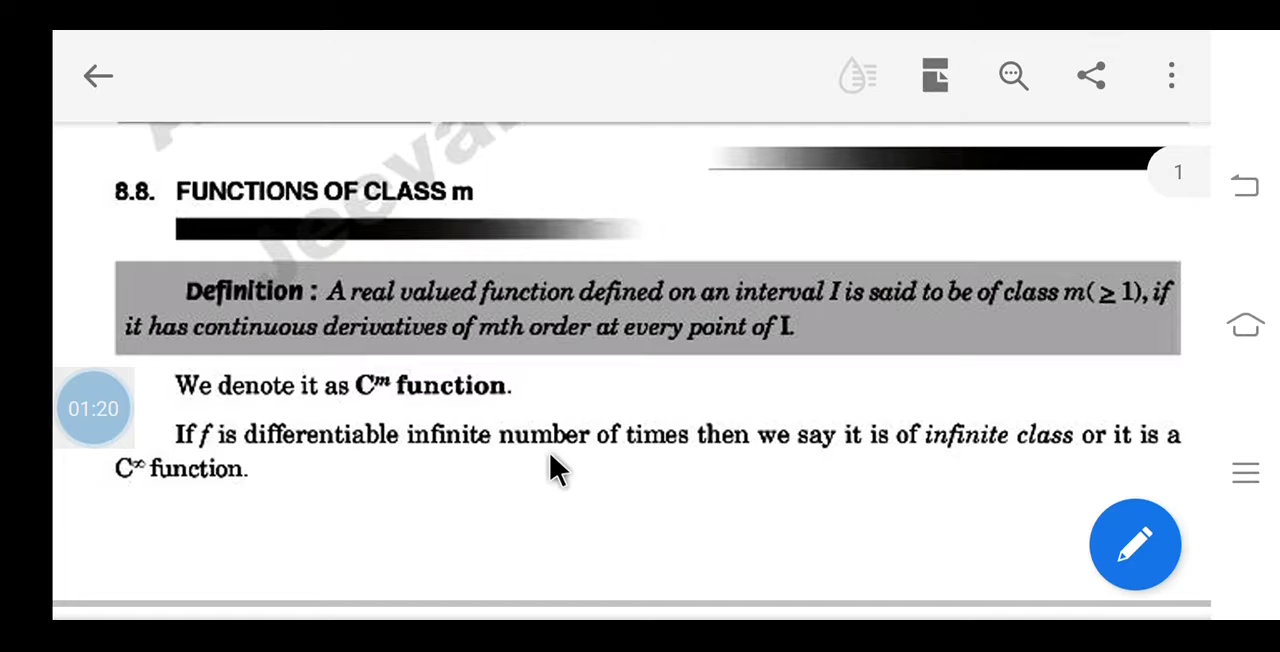 Jeeva
1
8.8. FUNCTIONS OF CLASS m
Definition : A real valued function defined on an interval I is said to be of class m( ≥ 1), if
it has continuous derivatives of mth order at every point of I.
We denote it as Cᵐ function.
01:20
If f is differentiable infinite number of times then we say it is of infinite class or it is a
C∞ function.